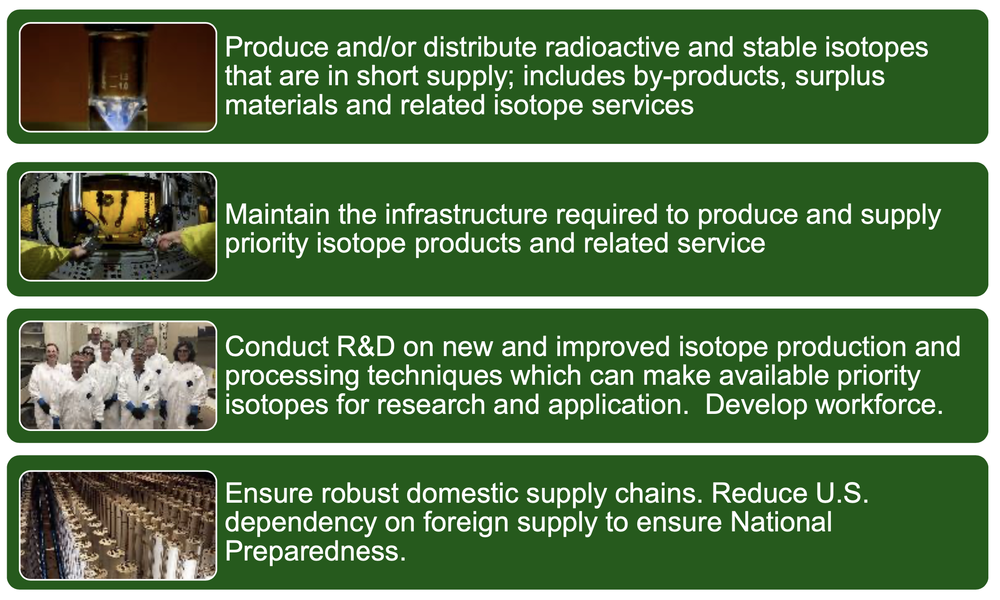 Produce and/or distribute radioactive and stable isotopes
that are in short supply; includes by-products, surplus
materials and related isotope services
1.0
Maintain the infrastructure required to produce and supply
priority isotope products and related service
Conduct R&D on new and improved isotope production and
processing techniques which can make available priority
isotopes for research and application.  Develop workforce.
Ensure robust domestic supply chains. Reduce U.S.
dependency on foreign supply to ensure National
Preparedness.